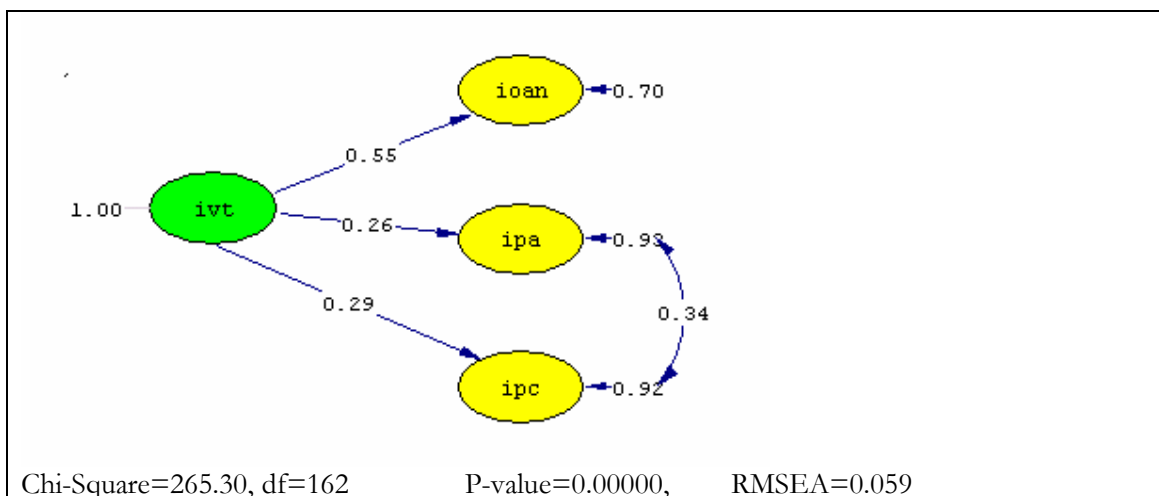 ioan
0.70
0.55
1.00
ivt
0.26
ipa
0.93
0.29
0.34
ipc
0.92
Chi-Square=265.30, df=162 P-value=0.00000, RMSEA=0.059